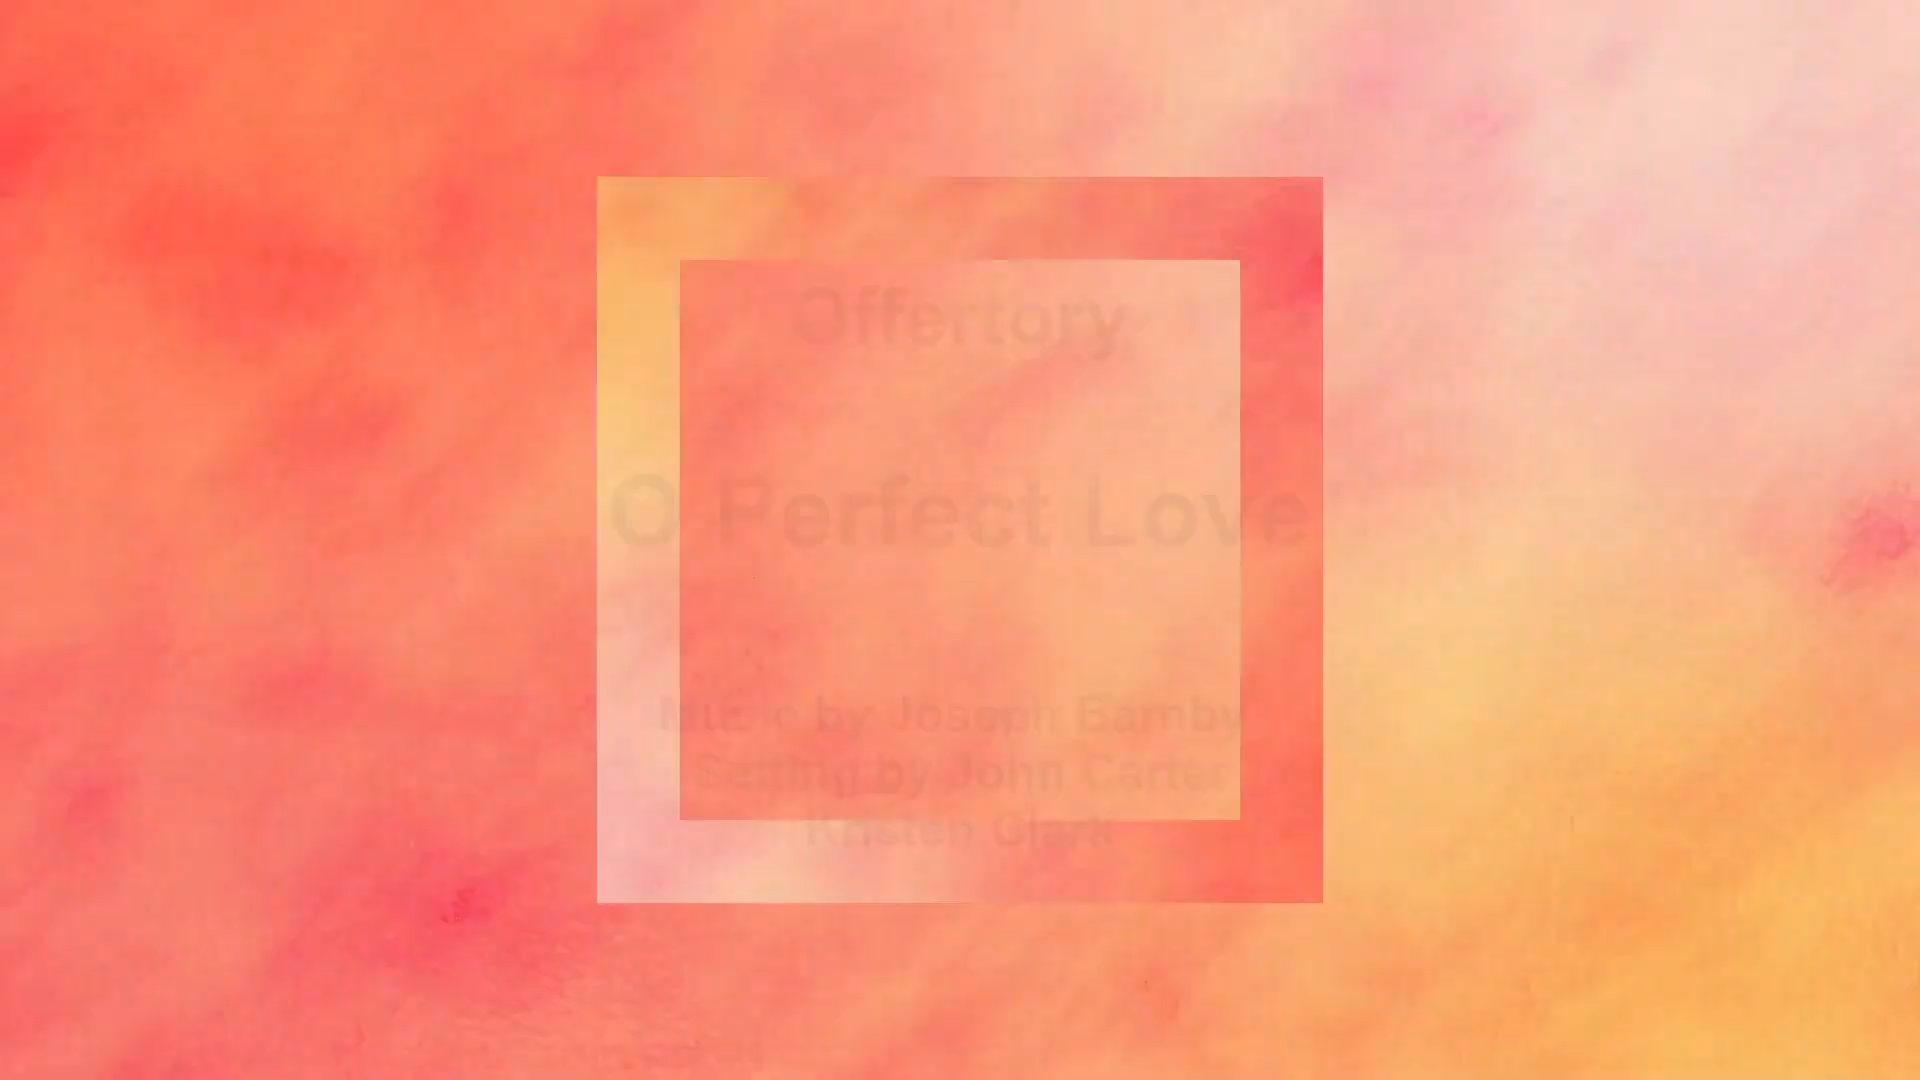 Offertory
O Perfect Love
Music by Joseph Barnby
Setting by John Carter
Kristen Clark